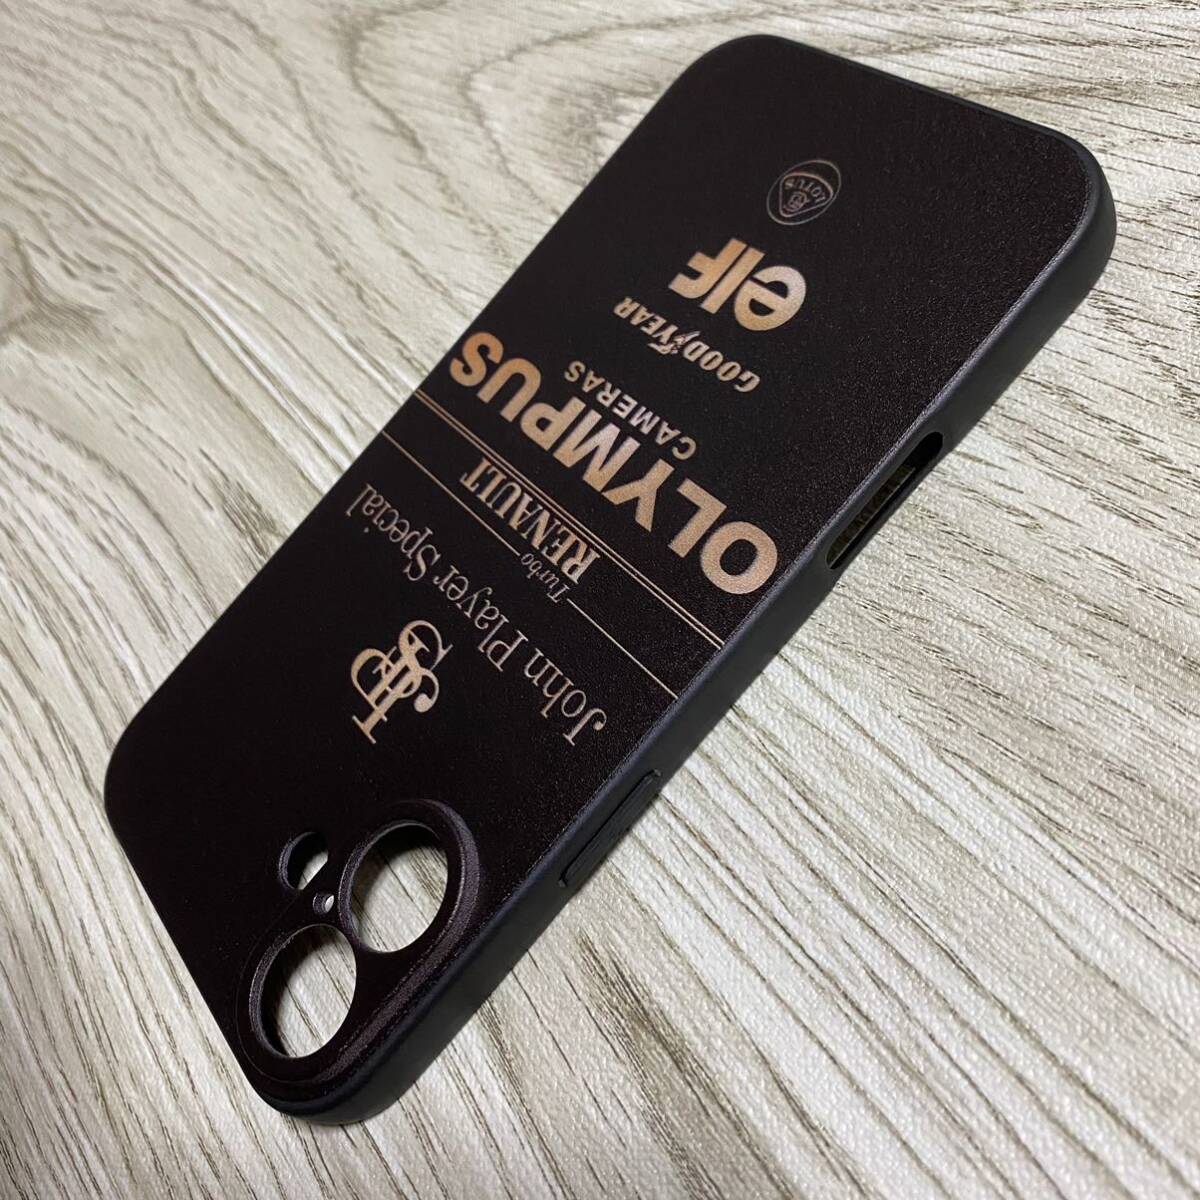 JPS
John Player Special
Turbo
RENAULT
OLYMPUS
CAMERAS
GOODYEAR
elf
LOTUS